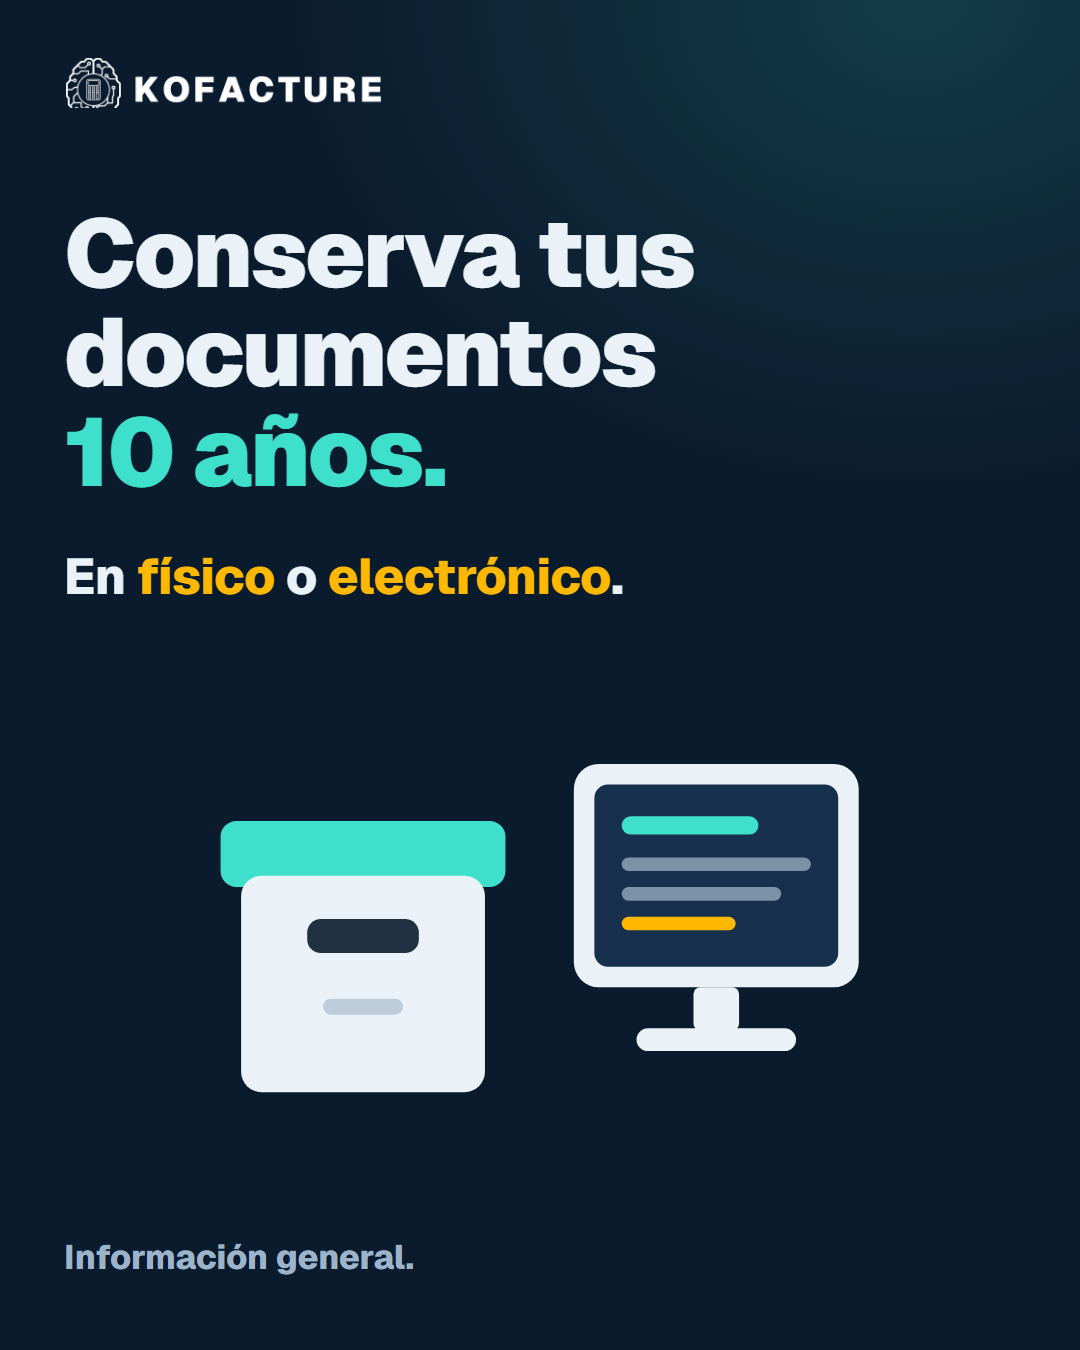 KOFACTURE
Conserva tus
documentos
10 años.
En físico o electrónico.
Información general.